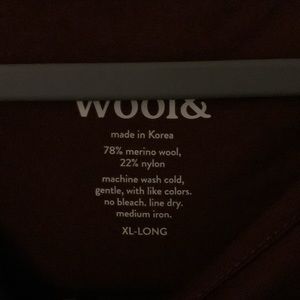 wool&
made in Korea
78% merino wool,
22% nylon
machine wash cold,
gentle, with like colors.
no bleach. line dry.
medium iron.
XL-LONG